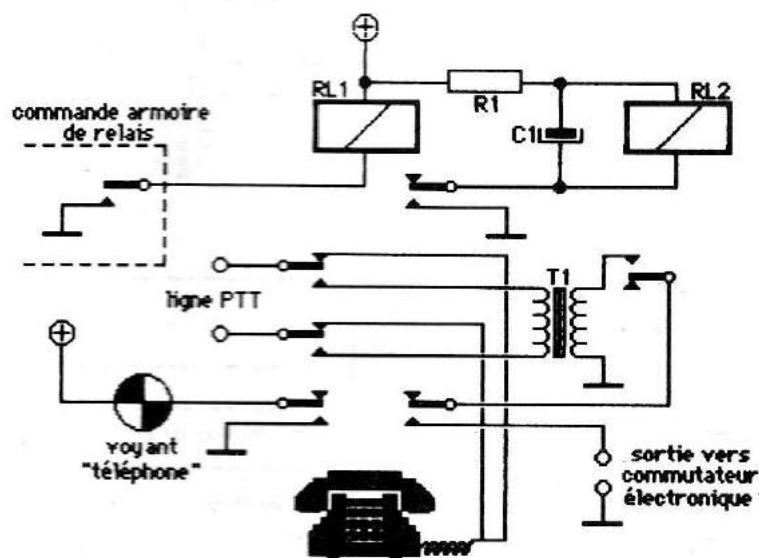 RL1
R1
RL2
C1
commande armoire
de relais
T1
ligne PTT
voyant
"téléphone"
sortie vers
commutateur
électronique